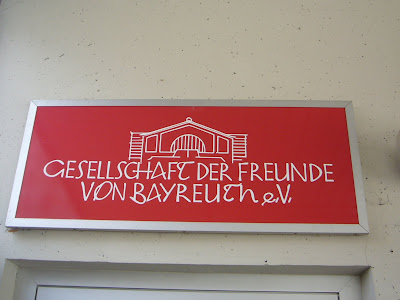 GESELLSCHAFT DER FREUNDE
VON BAYREUTH e.V.